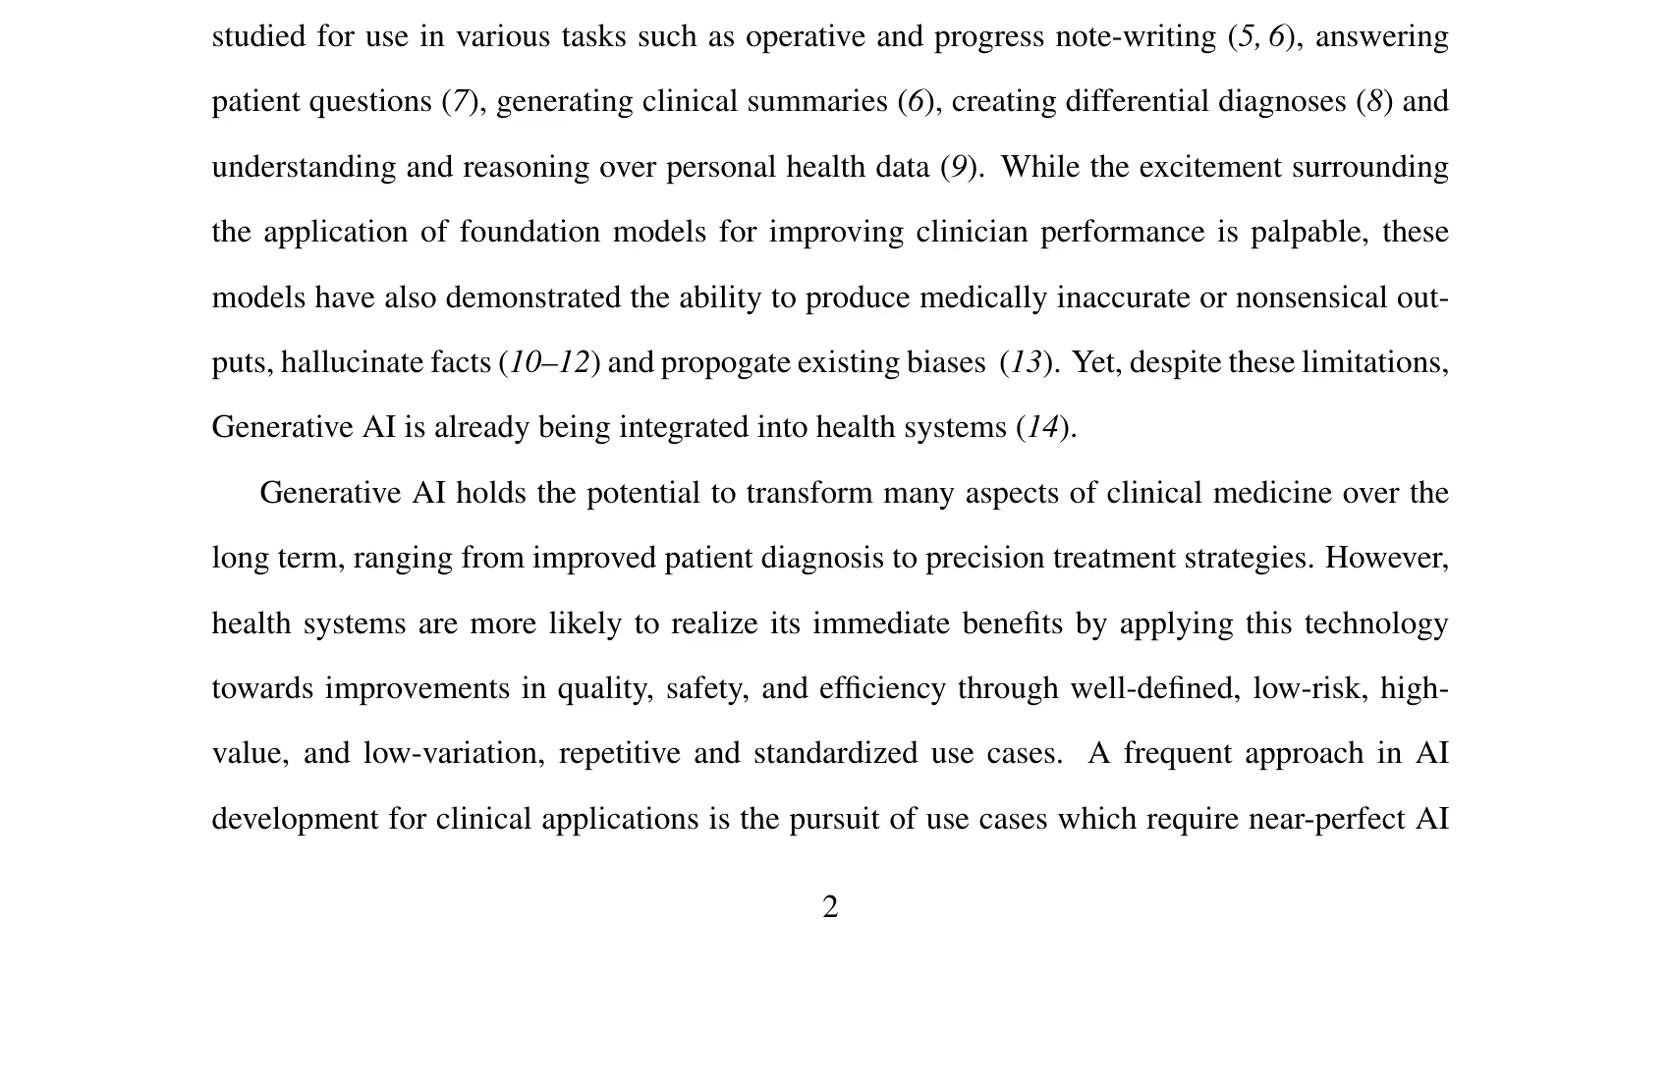 studied for use in various tasks such as operative and progress note-writing (5, 6), answering
patient questions (7), generating clinical summaries (6), creating differential diagnoses (8) and
understanding and reasoning over personal health data (9). While the excitement surrounding
the application of foundation models for improving clinician performance is palpable, these
models have also demonstrated the ability to produce medically inaccurate or nonsensical out-
puts, hallucinate facts (10–12) and propogate existing biases (13). Yet, despite these limitations,
Generative AI is already being integrated into health systems (14).
Generative AI holds the potential to transform many aspects of clinical medicine over the
long term, ranging from improved patient diagnosis to precision treatment strategies. However,
health systems are more likely to realize its immediate benefits by applying this technology
towards improvements in quality, safety, and efficiency through well-defined, low-risk, high-
value, and low-variation, repetitive and standardized use cases. A frequent approach in AI
development for clinical applications is the pursuit of use cases which require near-perfect AI
2